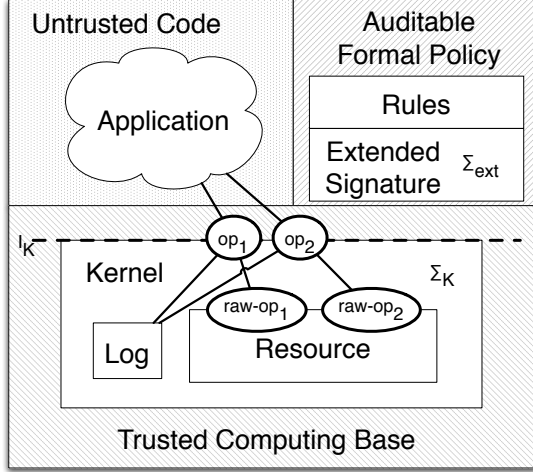 Untrusted Code
Auditable
Formal Policy
Application
Rules
Extended
Signature
Σext
IK
op1
op2
Kernel
ΣK
raw-op1
raw-op2
Log
Resource
Trusted Computing Base